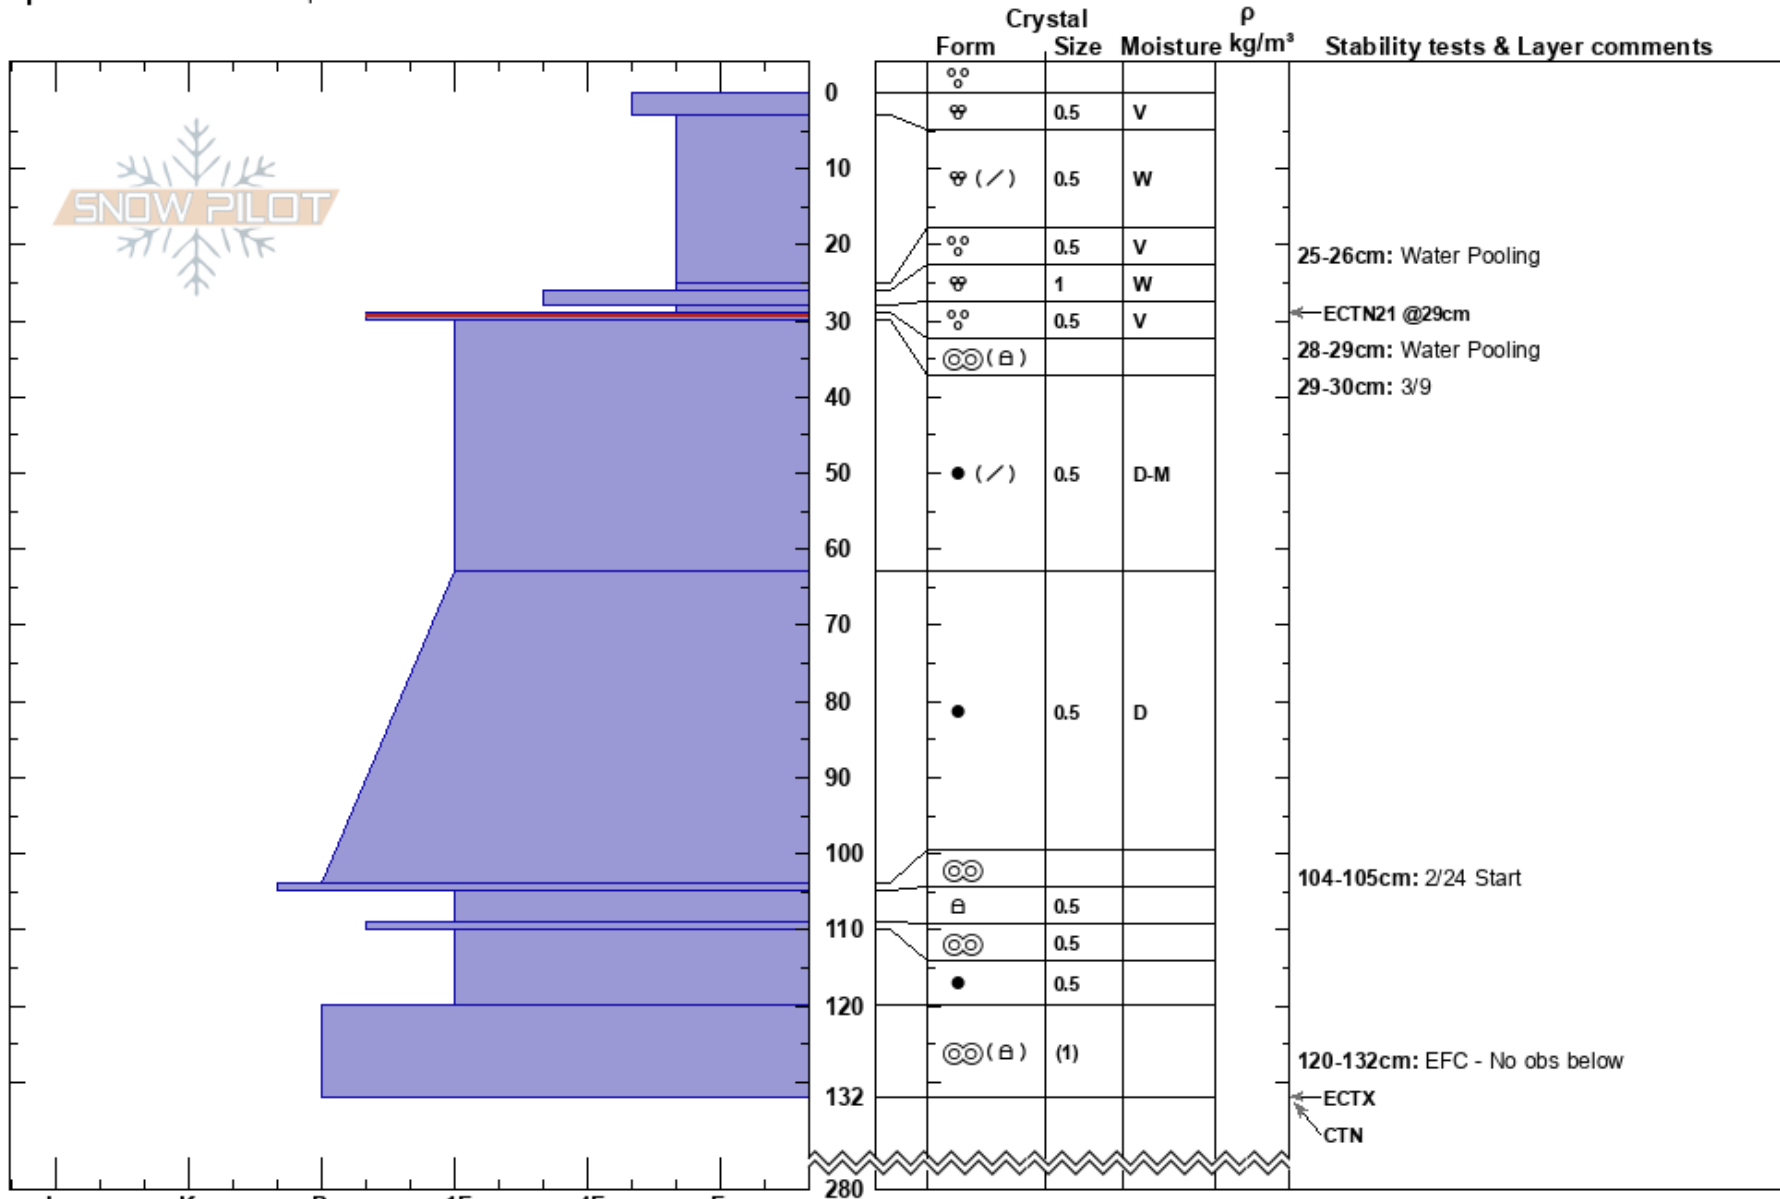 Crystal ρ
Form Size Moisture kg/m³ Stability tests & Layer comments
SNOW PILOT
0
0.5 V
10
0.5 W
20
0.5 V
25-26cm: Water Pooling
1 W
ECTN21 @29cm
30
0.5 V
28-29cm: Water Pooling
29-30cm: 3/9
40
50
0.5 D-M
60
70
80
0.5 D
90
100
104-105cm: 2/24 Start
0.5
110
0.5
0.5
120
(1)
120-132cm: EFC - No obs below
132
ECTX
CTN
280